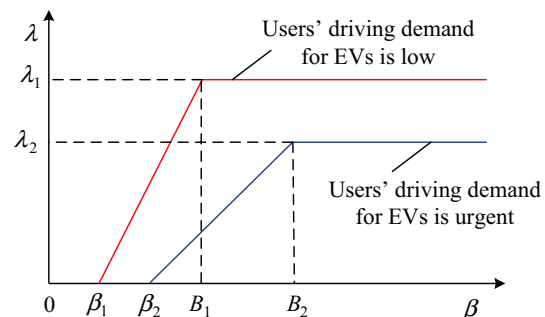 λ
Users' driving demand
for EVs is low
λ₁
λ₂
Users' driving demand
for EVs is urgent
0 β₁ β₂ B₁ B₂ β